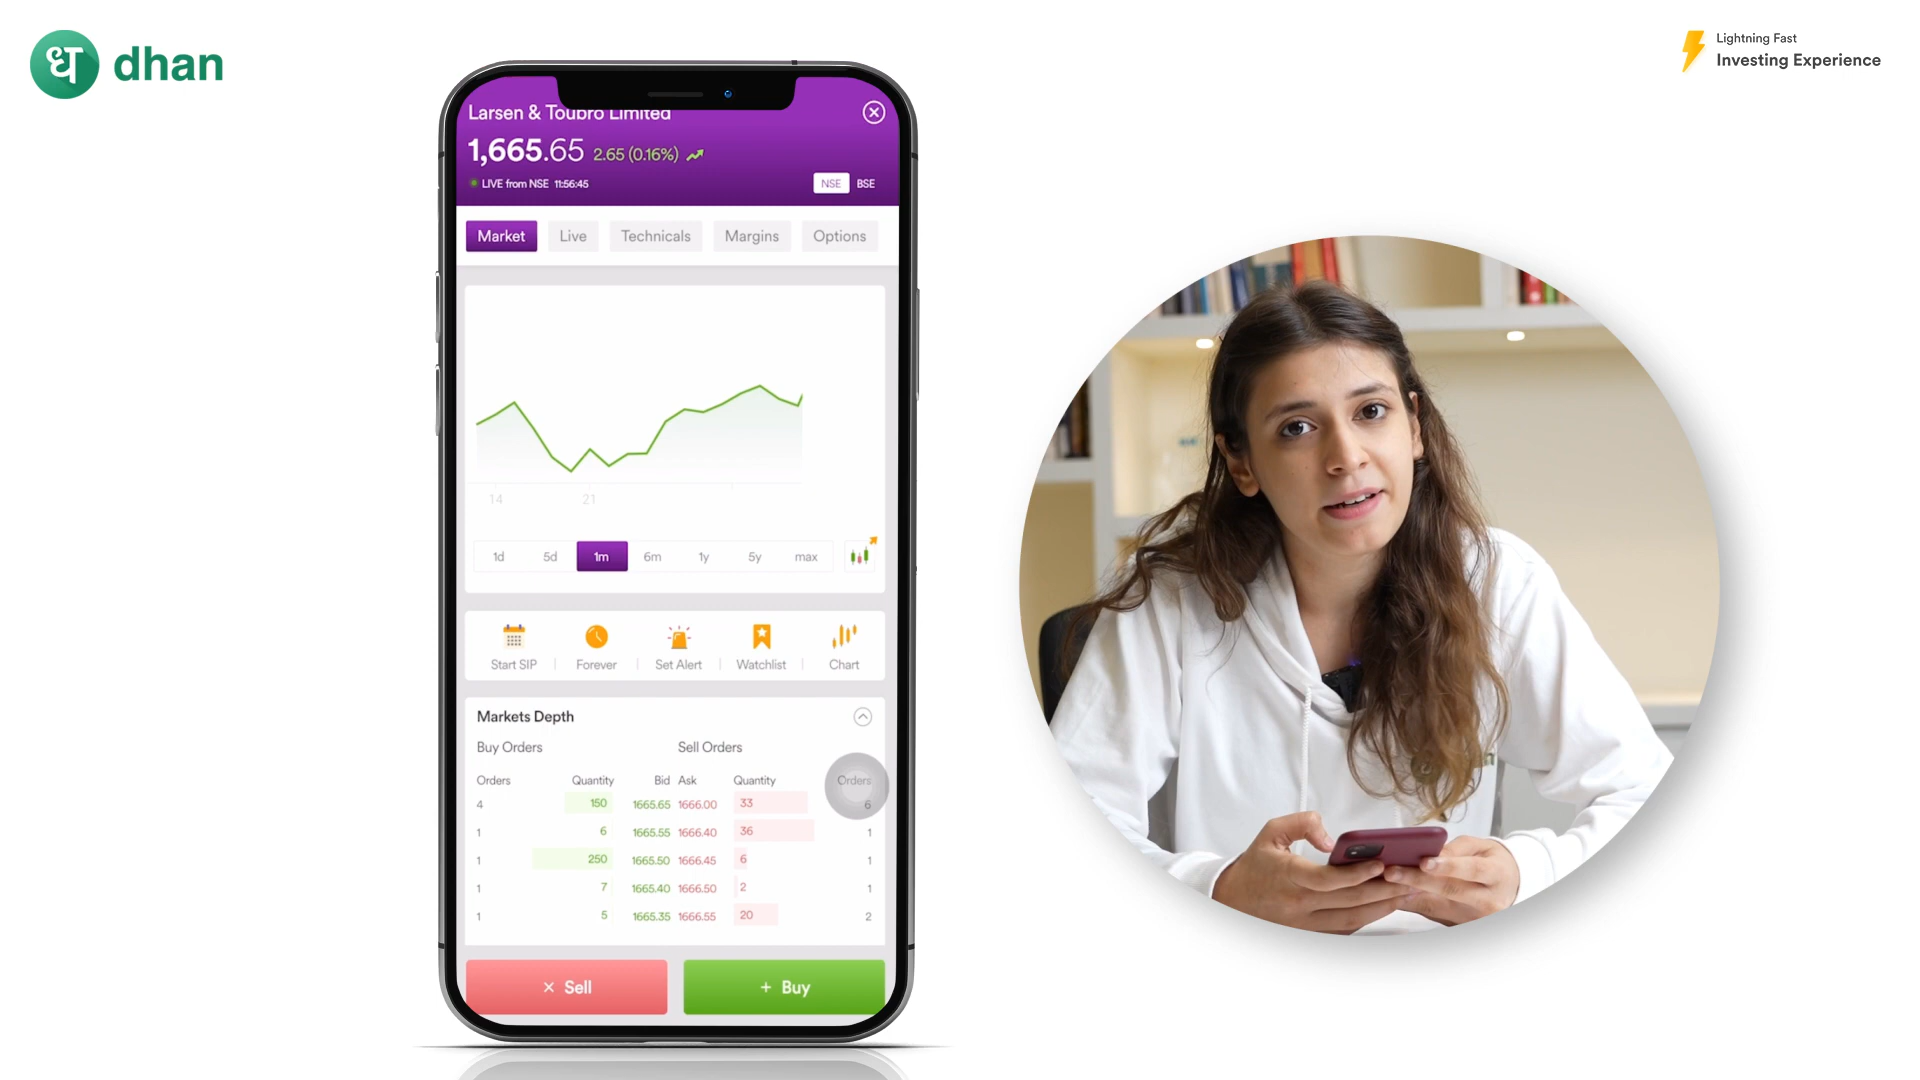 ध dhan
Lightning Fast
Investing Experience
Larsen & Toubro Limited
1,665.65 2.65 (0.16%)
LIVE from NSE 11:56:45
NSE BSE
Market Live Technicals Margins Options
14 21
1d 5d 1m 6m 1y 5y max
Start SIP Forever Set Alert Watchlist Chart
Markets Depth
Buy Orders Sell Orders
Orders Quantity Bid Ask Quantity Orders
4 150 1665.65 1666.00 33 6
1 6 1665.55 1666.40 36 1
1 250 1665.50 1666.45 6 1
1 7 1665.40 1666.50 2 1
1 5 1665.35 1666.55 20 2
× Sell + Buy